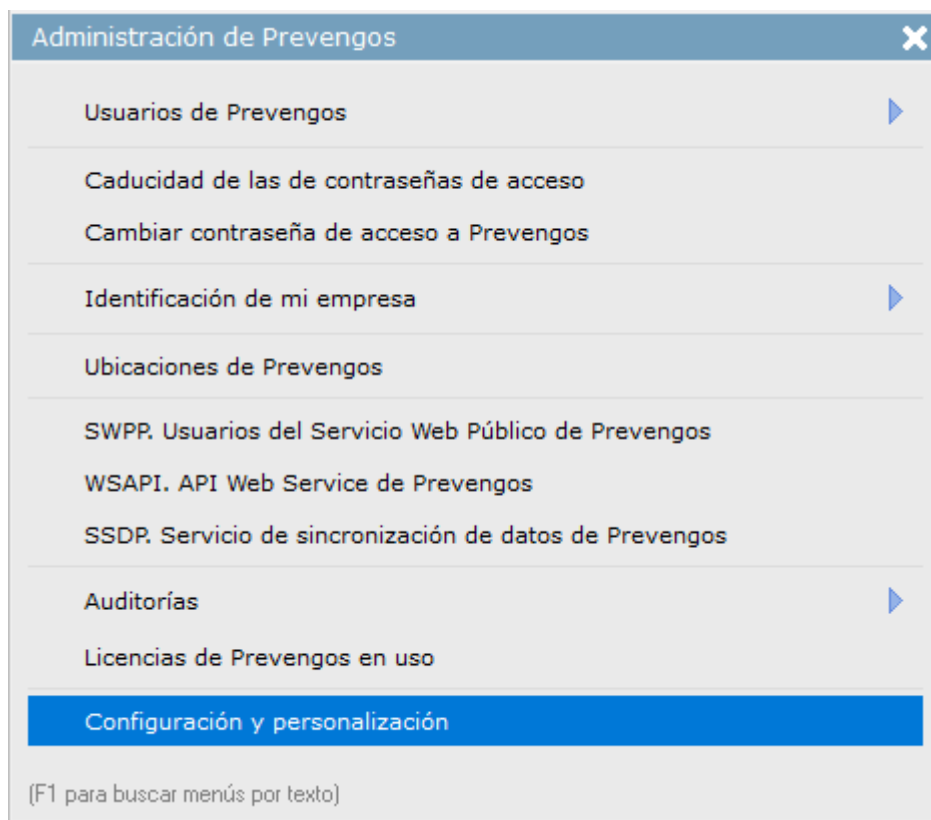 Administración de Prevengos
Usuarios de Prevengos
Caducidad de las de contraseñas de acceso
Cambiar contraseña de acceso a Prevengos
Identificación de mi empresa
Ubicaciones de Prevengos
SWPP. Usuarios del Servicio Web Público de Prevengos
WSAPI. API Web Service de Prevengos
SSDP. Servicio de sincronización de datos de Prevengos
Auditorías
Licencias de Prevengos en uso
Configuración y personalización
(F1 para buscar menús por texto)